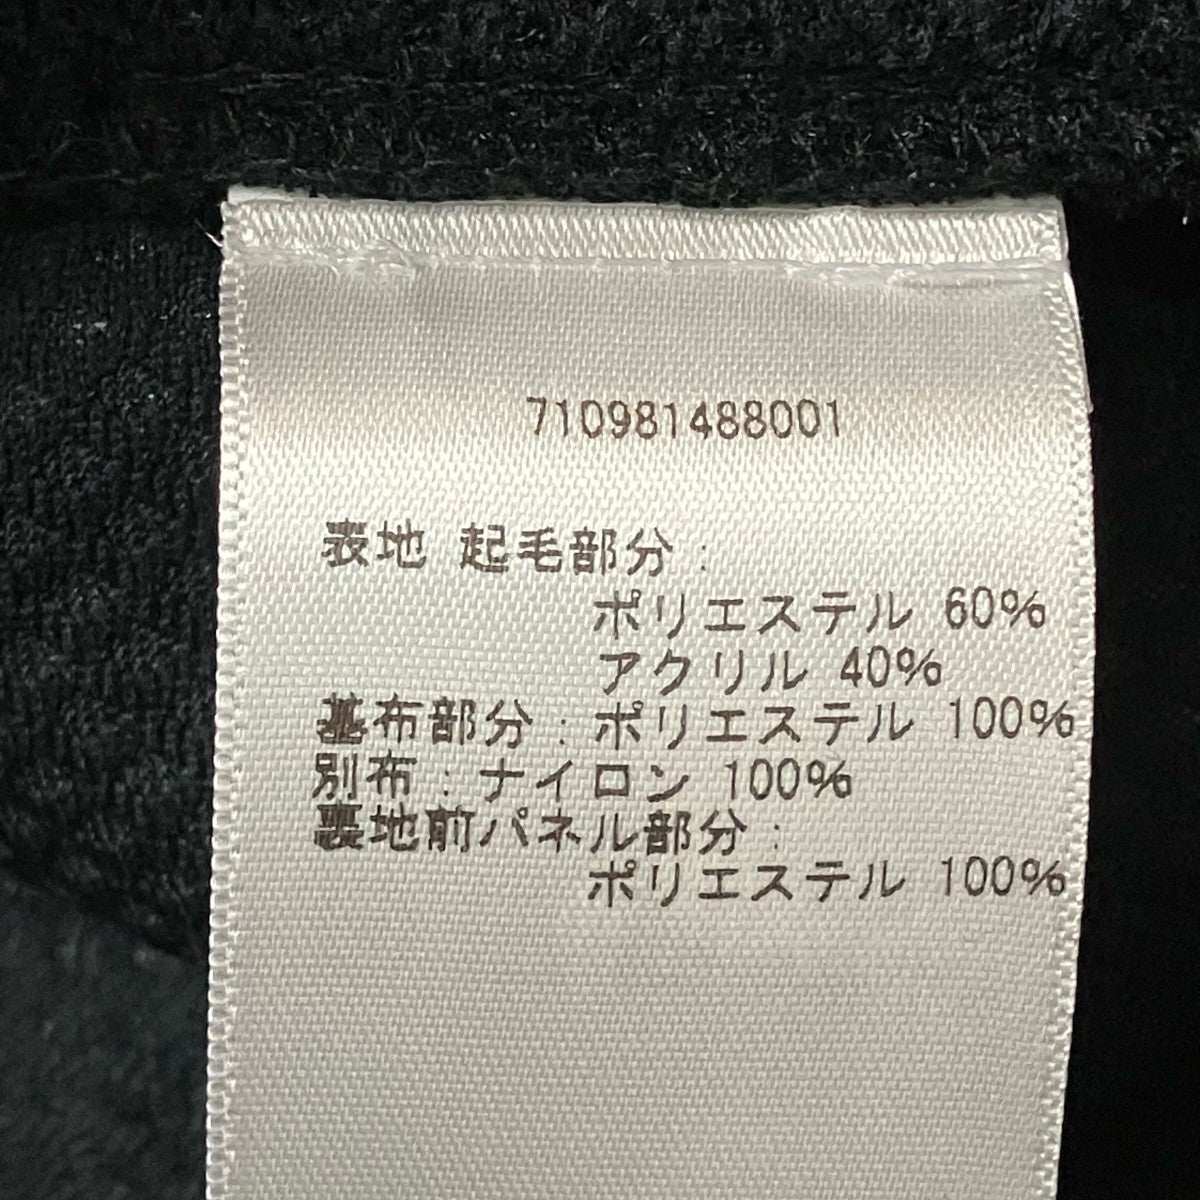 710981488001
表地 起毛部分：
ポリエステル 60%
アクリル 40%
基布部分：ポリエステル 100%
別布：ナイロン 100%
裏地前パネル部分：
ポリエステル 100%